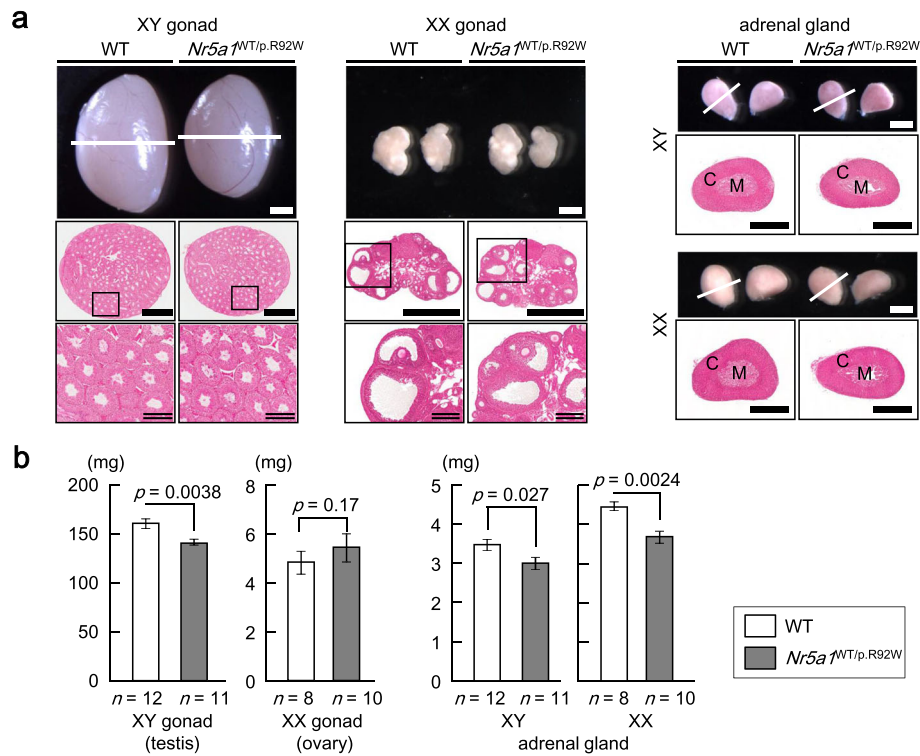 a
XY gonad
WT Nr5a1WT/p.R92W
XX gonad
WT Nr5a1WT/p.R92W
adrenal gland
WT Nr5a1WT/p.R92W
XY
C M C M
XX
C M C M
b
(mg) (mg) (mg)
200
150
100
50
0
p = 0.0038
n = 12 n = 11
XY gonad
(testis)
8
6
4
2
0
p = 0.17
n = 8 n = 10
XX gonad
(ovary)
5
4
3
2
1
0
p = 0.027
n = 12 n = 11
XY
p = 0.0024
n = 8 n = 10
XX
adrenal gland
WT
Nr5a1WT/p.R92W